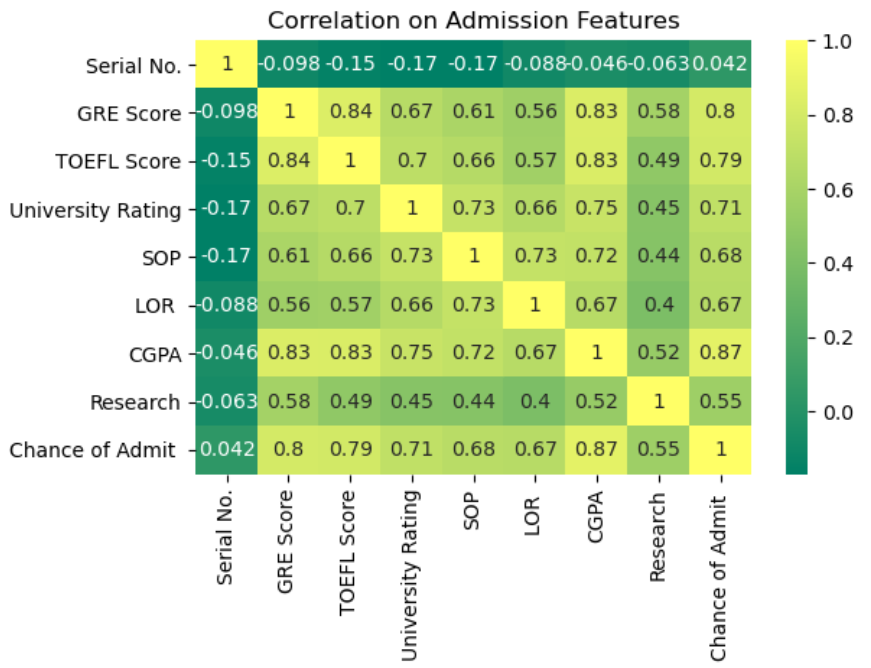 Correlation on Admission Features
Serial No. 1 -0.098 -0.15 -0.17 -0.17 -0.088 -0.046 -0.063 0.042
GRE Score -0.098 1 0.84 0.67 0.61 0.56 0.83 0.58 0.8
TOEFL Score -0.15 0.84 1 0.7 0.66 0.57 0.83 0.49 0.79
University Rating -0.17 0.67 0.7 1 0.73 0.66 0.75 0.45 0.71
SOP -0.17 0.61 0.66 0.73 1 0.73 0.72 0.44 0.68
LOR -0.088 0.56 0.57 0.66 0.73 1 0.67 0.4 0.67
CGPA -0.046 0.83 0.83 0.75 0.72 0.67 1 0.52 0.87
Research -0.063 0.58 0.49 0.45 0.44 0.4 0.52 1 0.55
Chance of Admit 0.042 0.8 0.79 0.71 0.68 0.67 0.87 0.55 1
Serial No.
GRE Score
TOEFL Score
University Rating
SOP
LOR
CGPA
Research
Chance of Admit
1.0
0.8
0.6
0.4
0.2
0.0